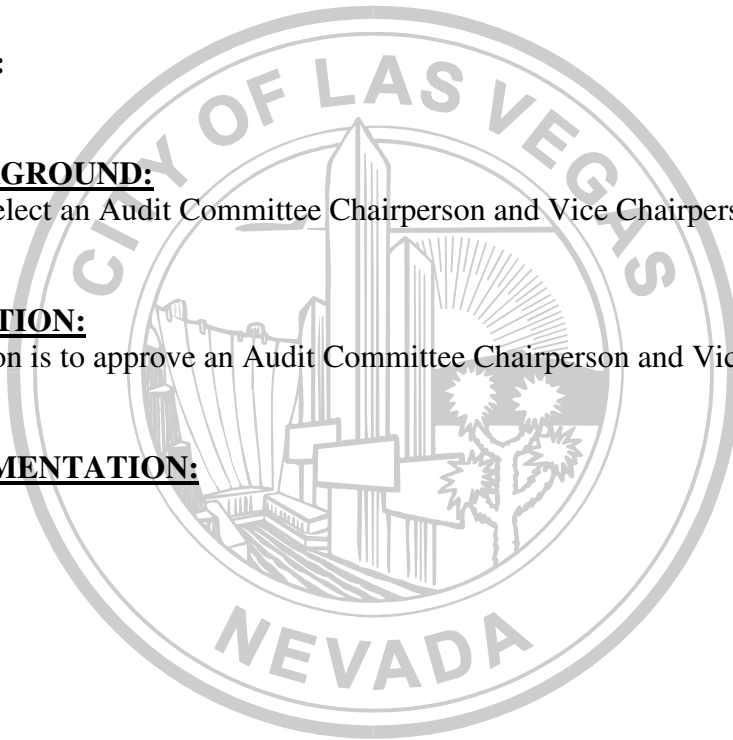 :
CITY OF LAS VEGAS
GROUND:
elect an Audit Committee Chairperson and Vice Chairpers
TION:
on is to approve an Audit Committee Chairperson and Vic
MENTATION:
NEVADA